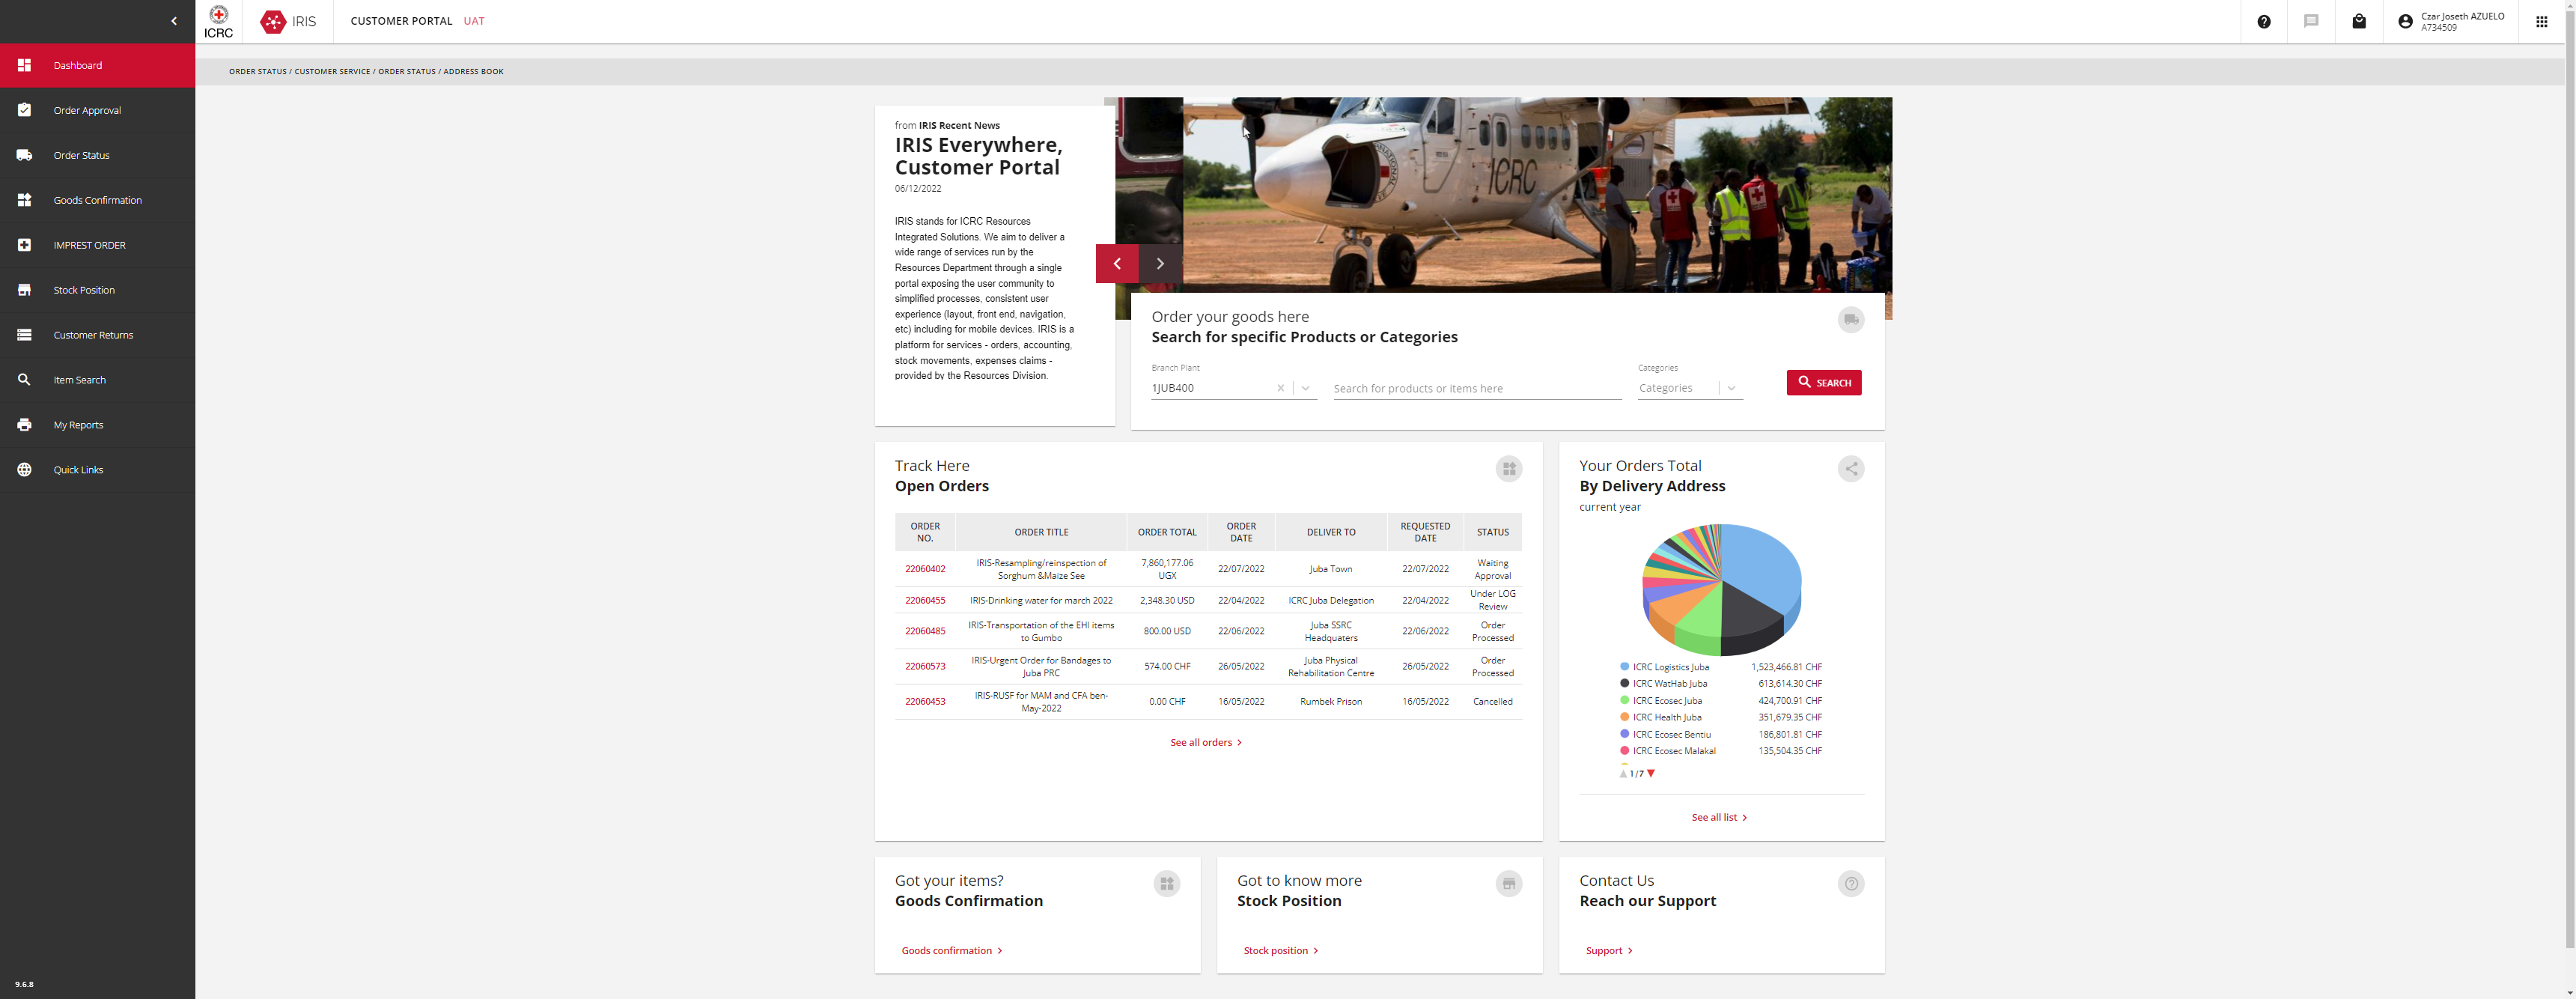 ICRC
IRIS
CUSTOMER PORTAL UAT
Czar Joseth AZUELO
A734509
Dashboard
Order Approval
Order Status
Goods Confirmation
IMPREST ORDER
Stock Position
Customer Returns
Item Search
My Reports
Quick Links
9.6.8
ORDER STATUS / CUSTOMER SERVICE / ORDER STATUS / ADDRESS BOOK
from IRIS Recent News
IRIS Everywhere,
Customer Portal
06/12/2022
IRIS stands for ICRC Resources
Integrated Solutions. We aim to deliver a
wide range of services run by the
Resources Department through a single
portal exposing the user community to
simplified processes, consistent user
experience (layout, front end, navigation,
etc) including for mobile devices. IRIS is a
platform for services - orders, accounting,
stock movements, expenses claims -
provided by the Resources Division.
ICRC
Order your goods here
Search for specific Products or Categories
Branch Plant
1JUB400
Search for products or items here
Categories
Categories
SEARCH
Track Here
Open Orders
ORDER NO. ORDER TITLE ORDER TOTAL ORDER DATE DELIVER TO REQUESTED DATE STATUS
22060402 IRIS-Resampling/reinspection of Sorghum &Maize See 7,860,177.06 UGX 22/07/2022 Juba Town 22/07/2022 Waiting Approval
22060455 IRIS-Drinking water for march 2022 2,348.30 USD 22/04/2022 ICRC Juba Delegation 22/04/2022 Under LOG Review
22060485 IRIS-Transportation of the EHI items to Gumbo 800.00 USD 22/06/2022 Juba SSRC Headquaters 22/06/2022 Order Processed
22060573 IRIS-Urgent Order for Bandages to Juba PRC 574.00 CHF 26/05/2022 Juba Physical Rehabilitation Centre 26/05/2022 Order Processed
22060453 IRIS-RUSF for MAM and CFA ben-May-2022 0.00 CHF 16/05/2022 Rumbek Prison 16/05/2022 Cancelled
See all orders
Your Orders Total
By Delivery Address
current year
ICRC Logistics Juba 1,523,466.81 CHF
ICRC WatHab Juba 613,614.30 CHF
ICRC Ecosec Juba 424,700.91 CHF
ICRC Health Juba 351,679.35 CHF
ICRC Ecosec Bentiu 186,801.81 CHF
ICRC Ecosec Malakal 135,504.35 CHF
1/7
See all list
Got your items?
Goods Confirmation
Goods confirmation
Got to know more
Stock Position
Stock position
Contact Us
Reach our Support
Support